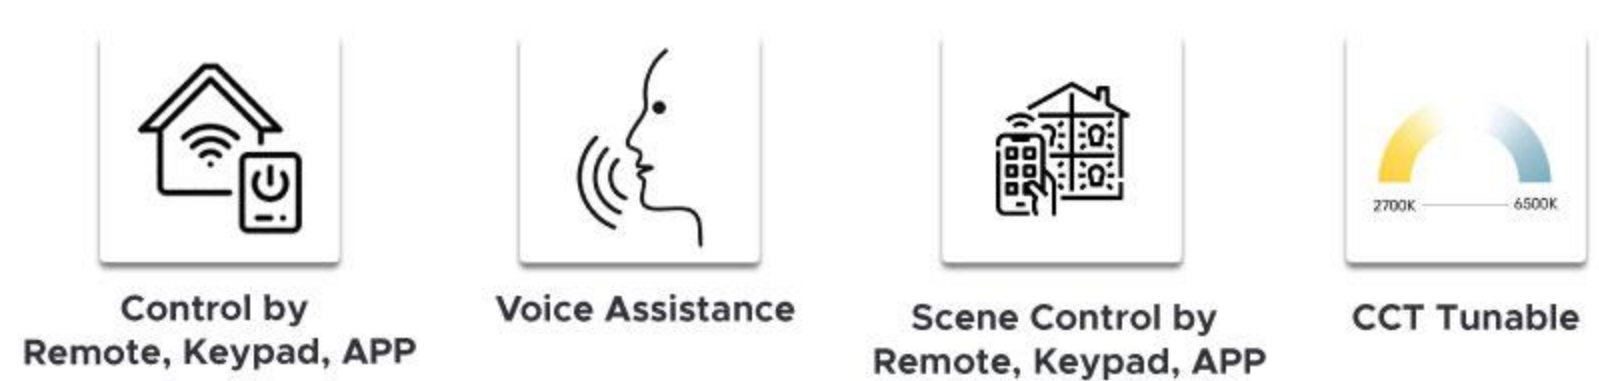 Control by
Remote, Keypad, APP
Voice Assistance
Scene Control by
Remote, Keypad, APP
2700K
6500K
CCT Tunable